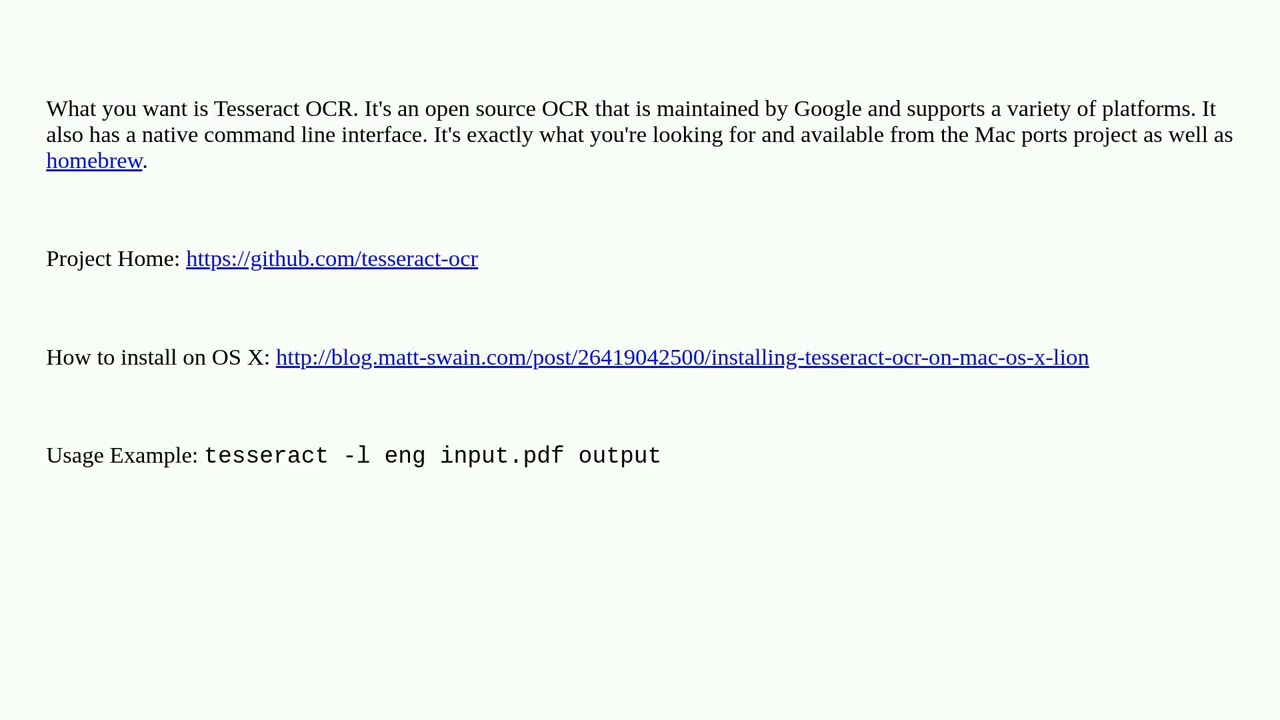 What you want is Tesseract OCR. It's an open source OCR that is maintained by Google and supports a variety of platforms. It
also has a native command line interface. It's exactly what you're looking for and available from the Mac ports project as well as
homebrew.
Project Home: https://github.com/tesseract-ocr
How to install on OS X: http://blog.matt-swain.com/post/26419042500/installing-tesseract-ocr-on-mac-os-x-lion
Usage Example: tesseract -l eng input.pdf output